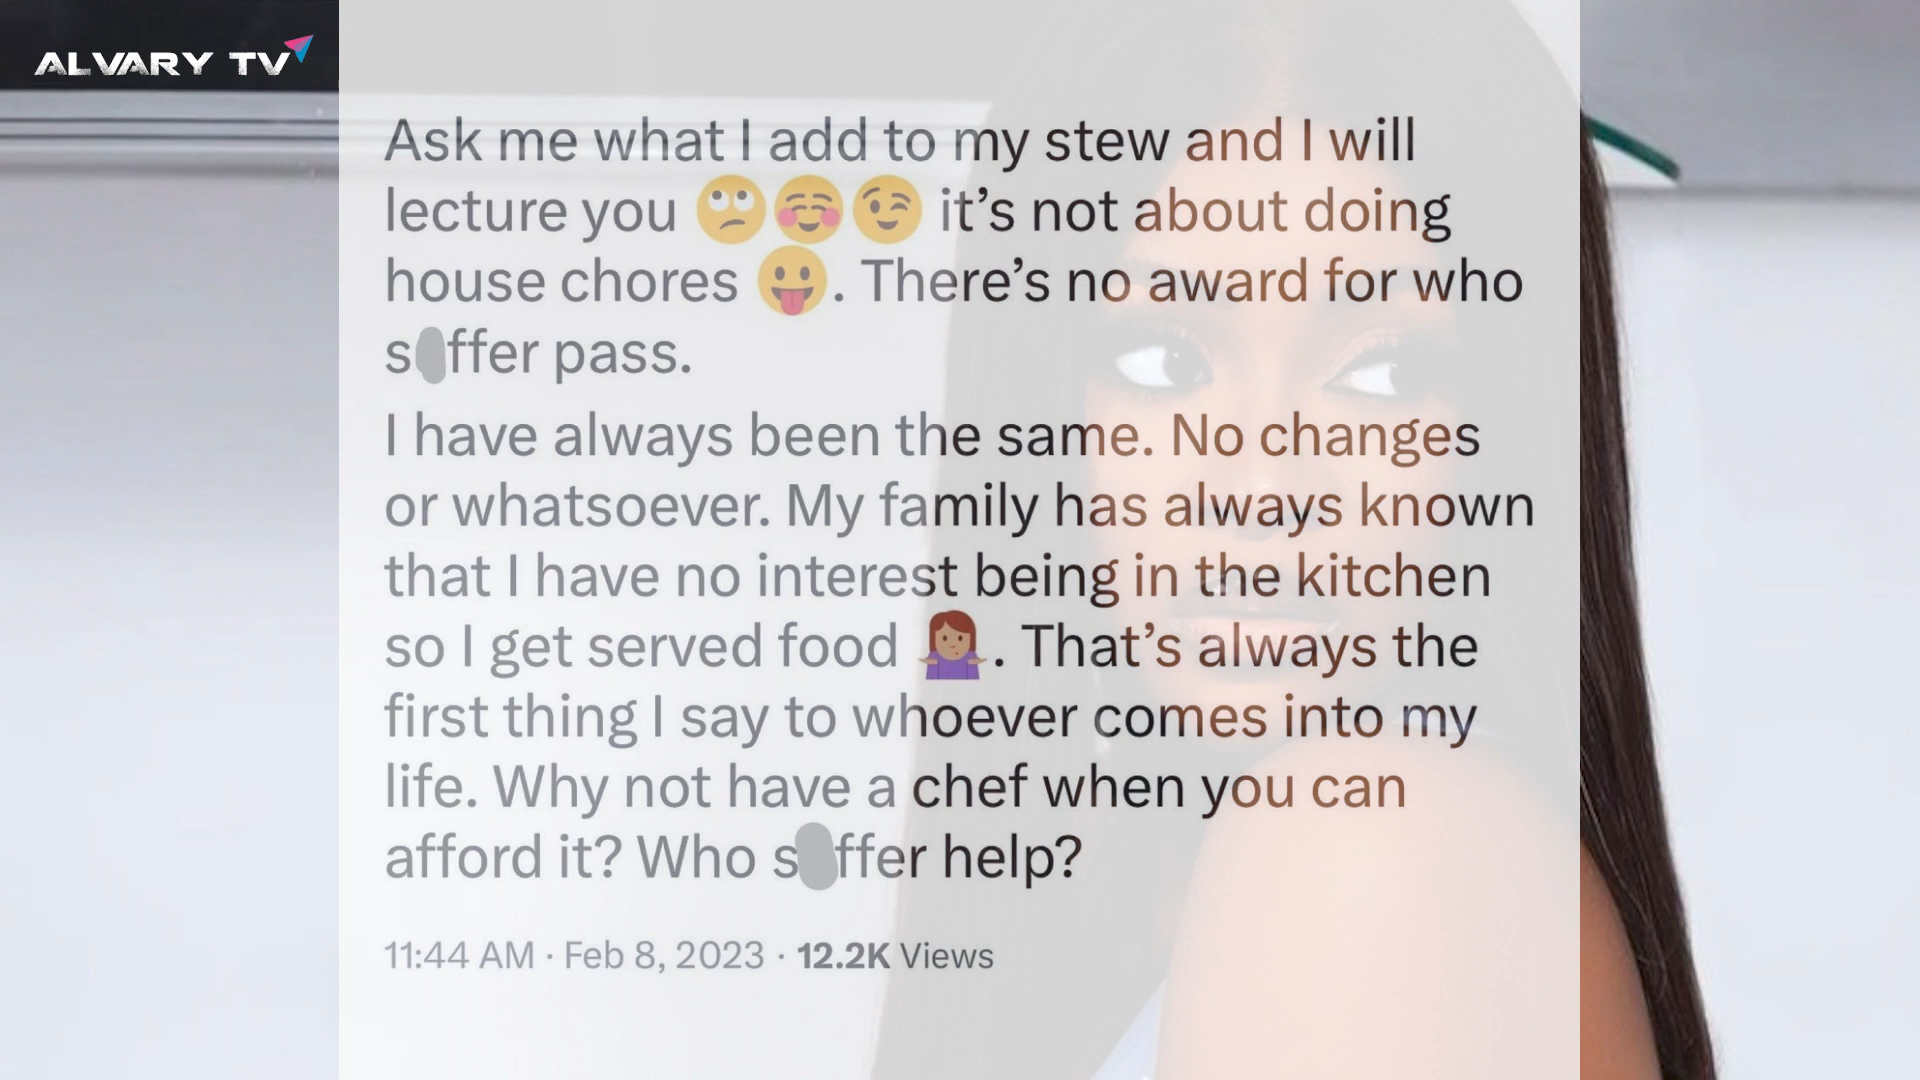 ALVARY TV
Ask me what I add to my stew and I will
lecture you 🙄☺️😉 it’s not about doing
house chores 😛. There’s no award for who
s ffer pass.
I have always been the same. No changes
or whatsoever. My family has always known
that I have no interest being in the kitchen
so I get served food 🤷🏽‍♀️. That’s always the
first thing I say to whoever comes into my
life. Why not have a chef when you can
afford it? Who s ffer help?
11:44 AM · Feb 8, 2023 · 12.2K Views